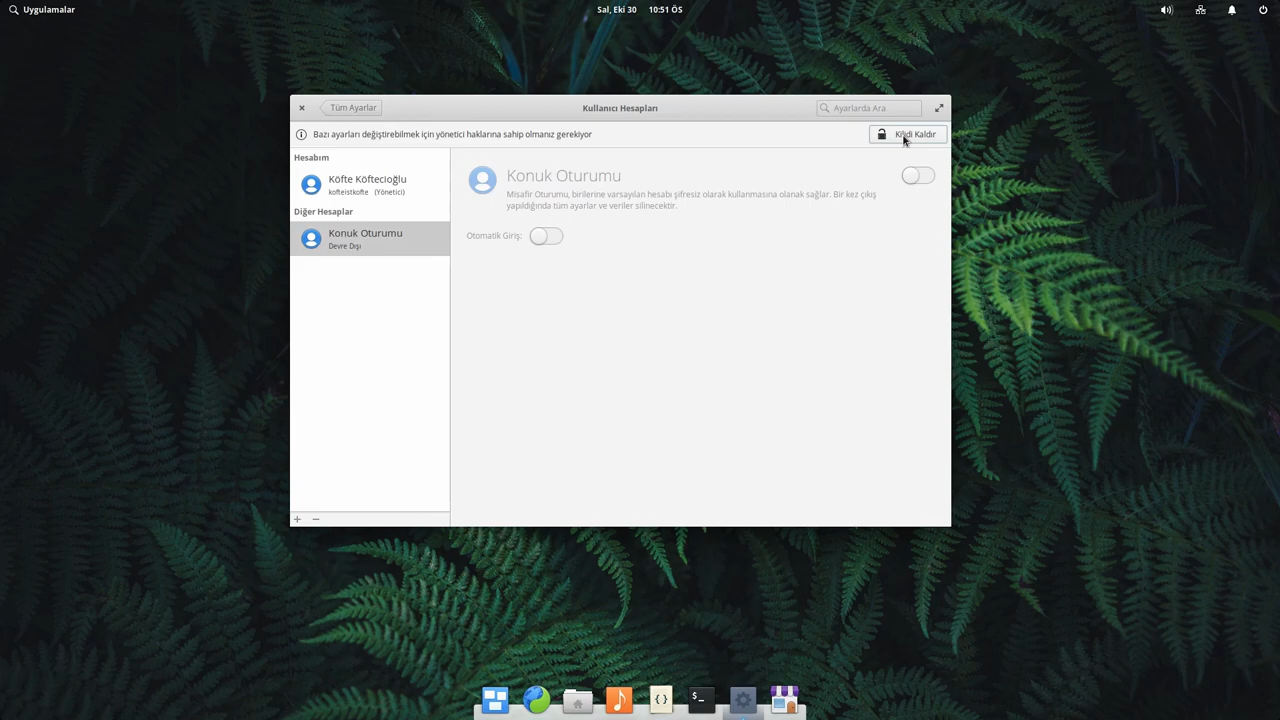 Uygulamalar
Sal, Eki 30 10:51 ÖS
Tüm Ayarlar
Kullanıcı Hesapları
Ayarlarda Ara
Bazı ayarları değiştirebilmek için yönetici haklarına sahip olmanız gerekiyor
Kilidi Kaldır
Hesabım
Köfte Köftecioğlu
kofteistkofte (Yönetici)
Diğer Hesaplar
Konuk Oturumu
Devre Dışı
Konuk Oturumu
Misafir Oturumu, birilerine varsayılan hesabı şifresiz olarak kullanmasına olanak sağlar. Bir kez çıkış
yapıldığında tüm ayarlar ve veriler silinecektir.
Otomatik Giriş: